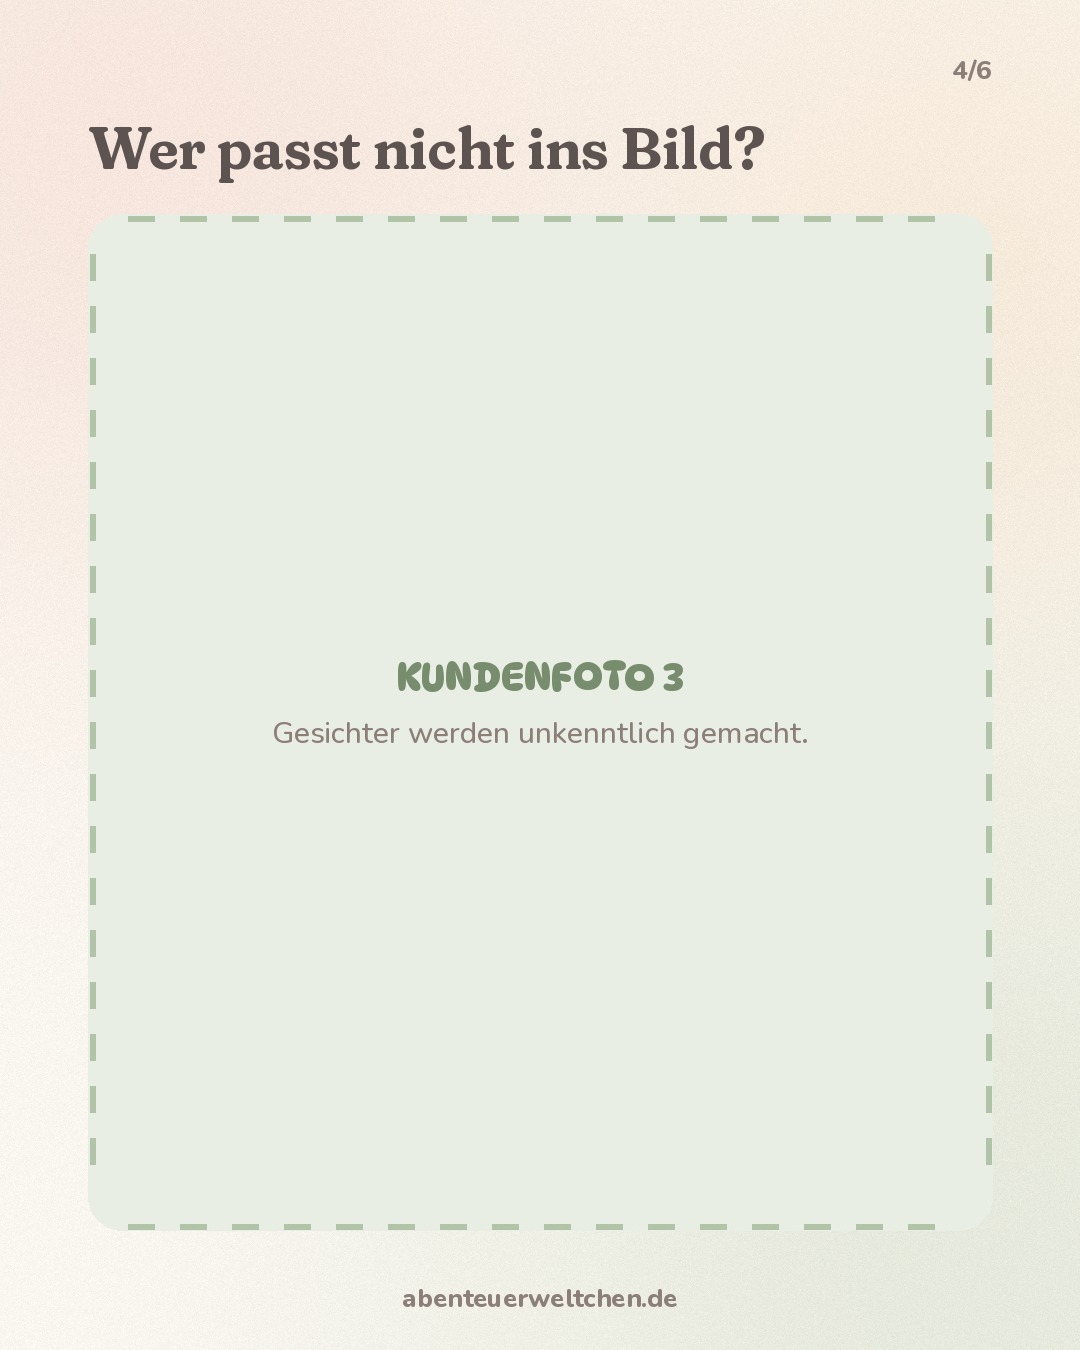 4/6
Wer passt nicht ins Bild?
KUNDENFOTO 3
Gesichter werden unkenntlich gemacht.
abenteuerweltchen.de